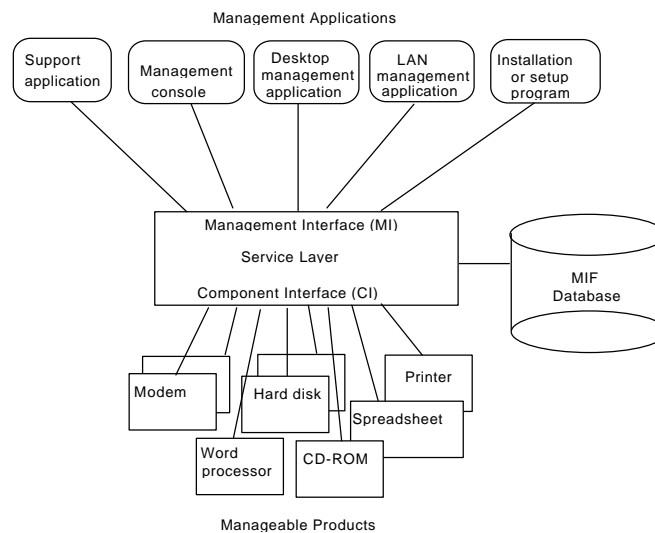 Management Applications
Support
application
Management
console
Desktop
management
application
LAN
management
application
Installation
or setup
program
Management Interface (MI)
Service Layer
Component Interface (CI)
MIF
Database
Modem
Hard disk
Printer
Spreadsheet
Word
processor
CD-ROM
Manageable Products